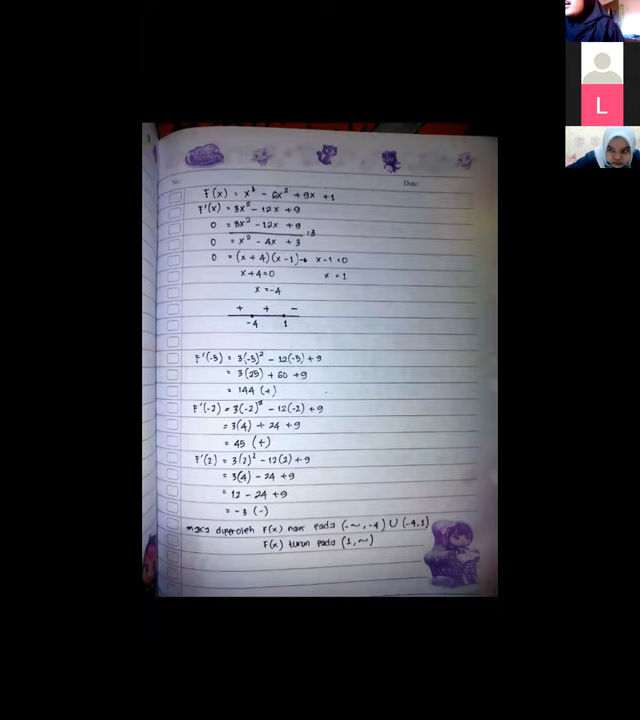 L
No.
Date:
F(x) = x³ - 6x² + 9x + 1
F'(x) = 3x² - 12x + 9
0 = 3x² - 12x + 9
:3
0 = x² - 4x + 3
0 = (x + 4)(x - 1) → x - 1 = 0
x + 4 = 0 x = 1
x = -4
+ + -
-4 1
F'(-5) = 3(-5)² - 12(-5) + 9
= 3(25) + 60 + 9
= 144 (+)
F'(-2) = 3(-2)² - 12(-2) + 9
= 3(4) + 24 + 9
= 45 (+)
F'(2) = 3(2)² - 12(2) + 9
= 3(4) - 24 + 9
= 12 - 24 + 9
= -3 (-)
maka diperoleh F(x) naik pada (-~, -4) U (-4, 1)
F(x) turun pada (1, ~)